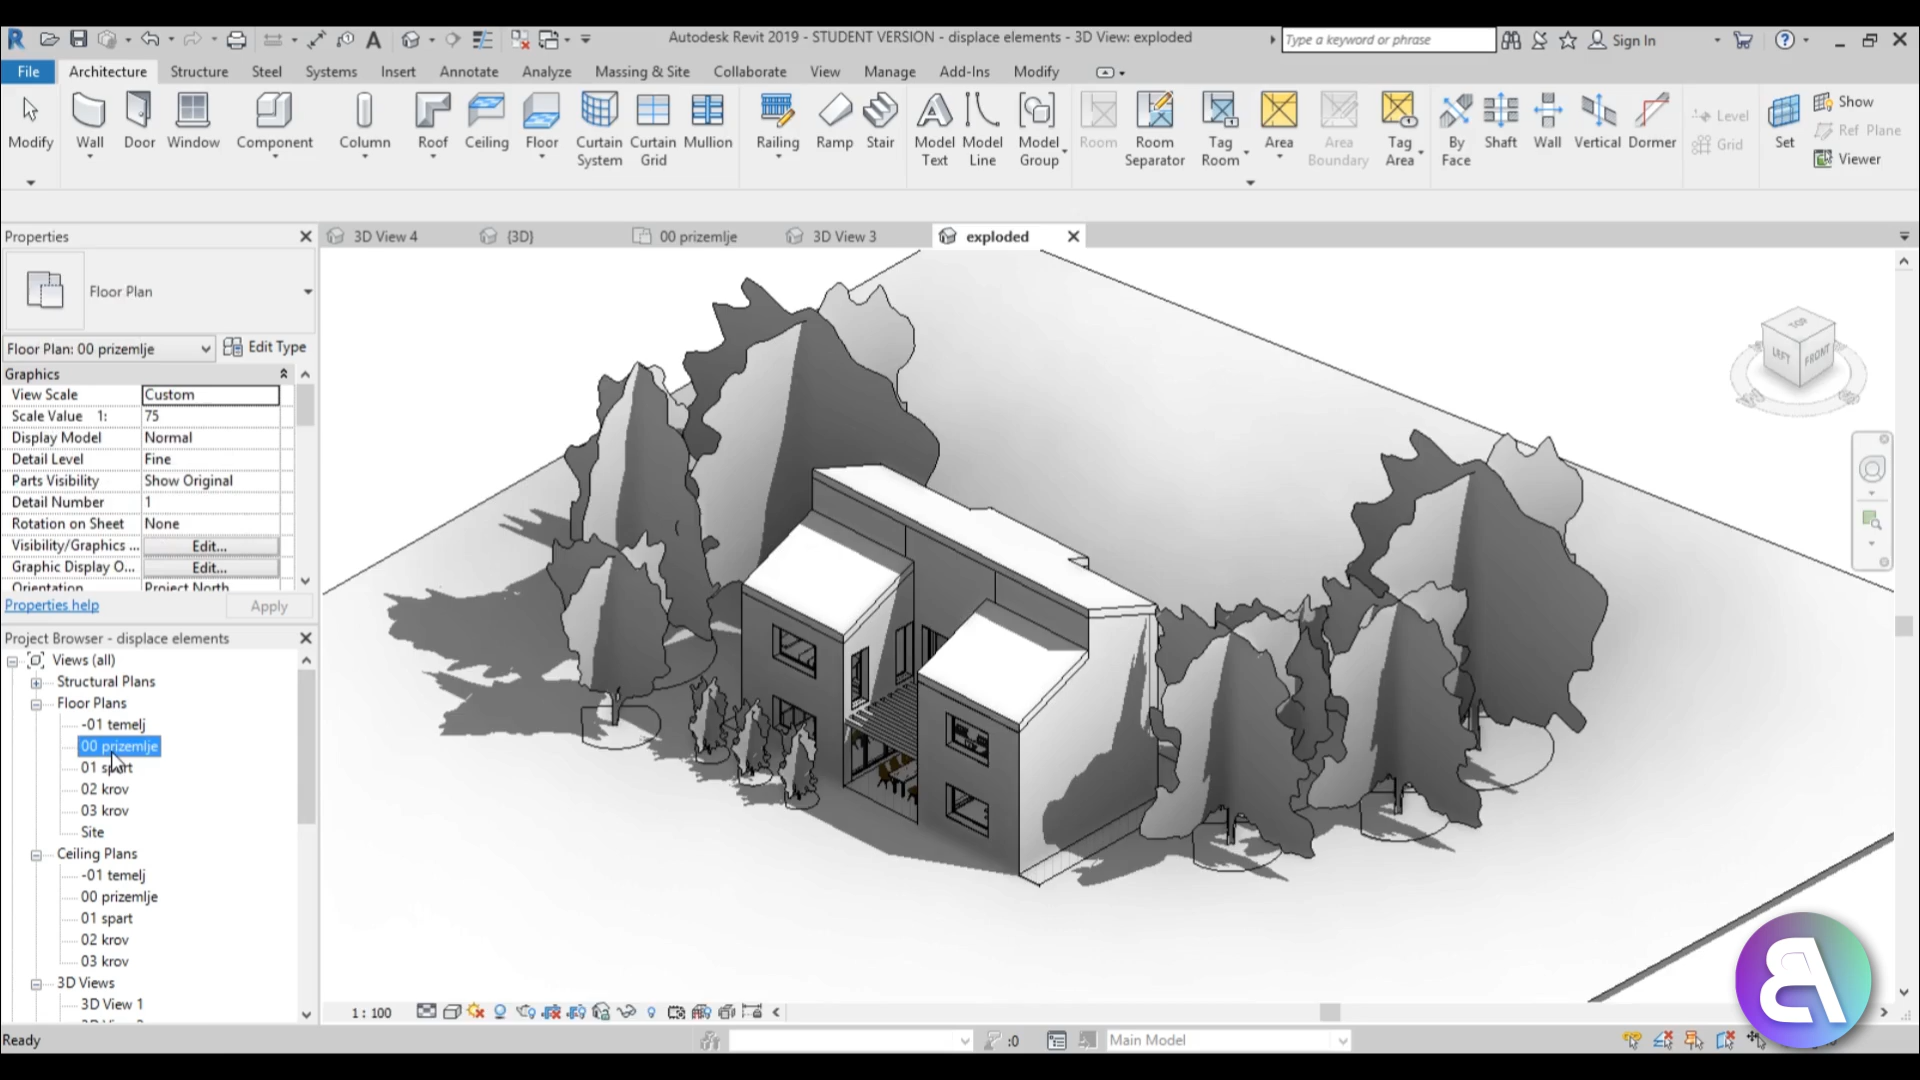 Autodesk Revit 2019 - STUDENT VERSION - displace elements - 3D View: exploded
Type a keyword or phrase
Sign In
File Architecture Structure Steel Systems Insert Annotate Analyze Massing & Site Collaborate View Manage Add-Ins Modify
Modify
Wall
Door
Window
Component
Column
Roof
Ceiling
Floor
Curtain System
Curtain Grid
Mullion
Railing
Ramp
Stair
Model Text
Model Line
Model Group
Room
Room Separator
Tag Room
Area
Area Boundary
Tag Area
By Face
Shaft
Wall
Vertical
Dormer
Level
Grid
Set
Show
Ref Plane
Viewer
Properties
3D View 4
{3D}
00 prizemlje
3D View 3
exploded
Floor Plan
Floor Plan: 00 prizemlje
Edit Type
Graphics
View Scale Custom
Scale Value 1: 75
Display Model Normal
Detail Level Fine
Parts Visibility Show Original
Detail Number 1
Rotation on Sheet None
Visibility/Graphics ... Edit...
Graphic Display O... Edit...
Orientation Project North
Properties help
Apply
Project Browser - displace elements
Views (all)
Structural Plans
Floor Plans
-01 temelj
00 prizemlje
01 spart
02 krov
03 krov
Site
Ceiling Plans
-01 temelj
00 prizemlje
01 spart
02 krov
03 krov
3D Views
3D View 1
TOP
LEFT
FRONT
1 : 100
Ready
:0
Main Model